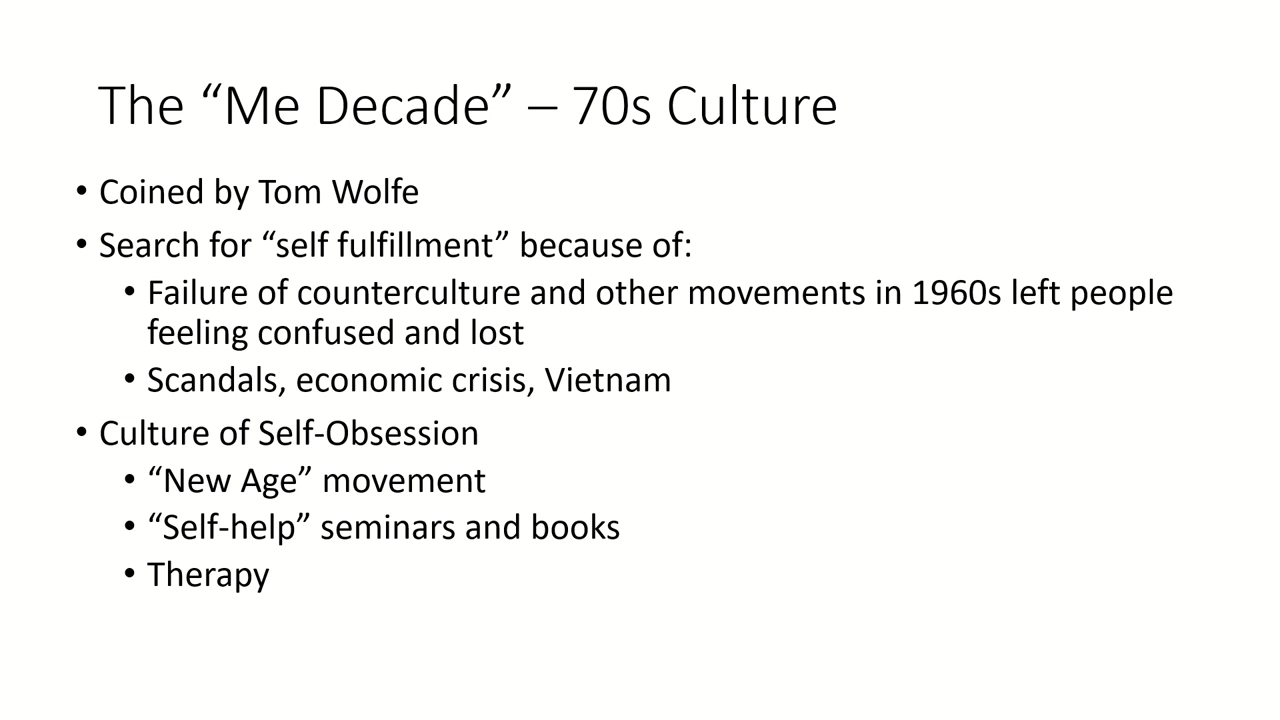 The “Me Decade” – 70s Culture
• Coined by Tom Wolfe
• Search for “self fulfillment” because of:
• Failure of counterculture and other movements in 1960s left people
feeling confused and lost
• Scandals, economic crisis, Vietnam
• Culture of Self-Obsession
• “New Age” movement
• “Self-help” seminars and books
• Therapy